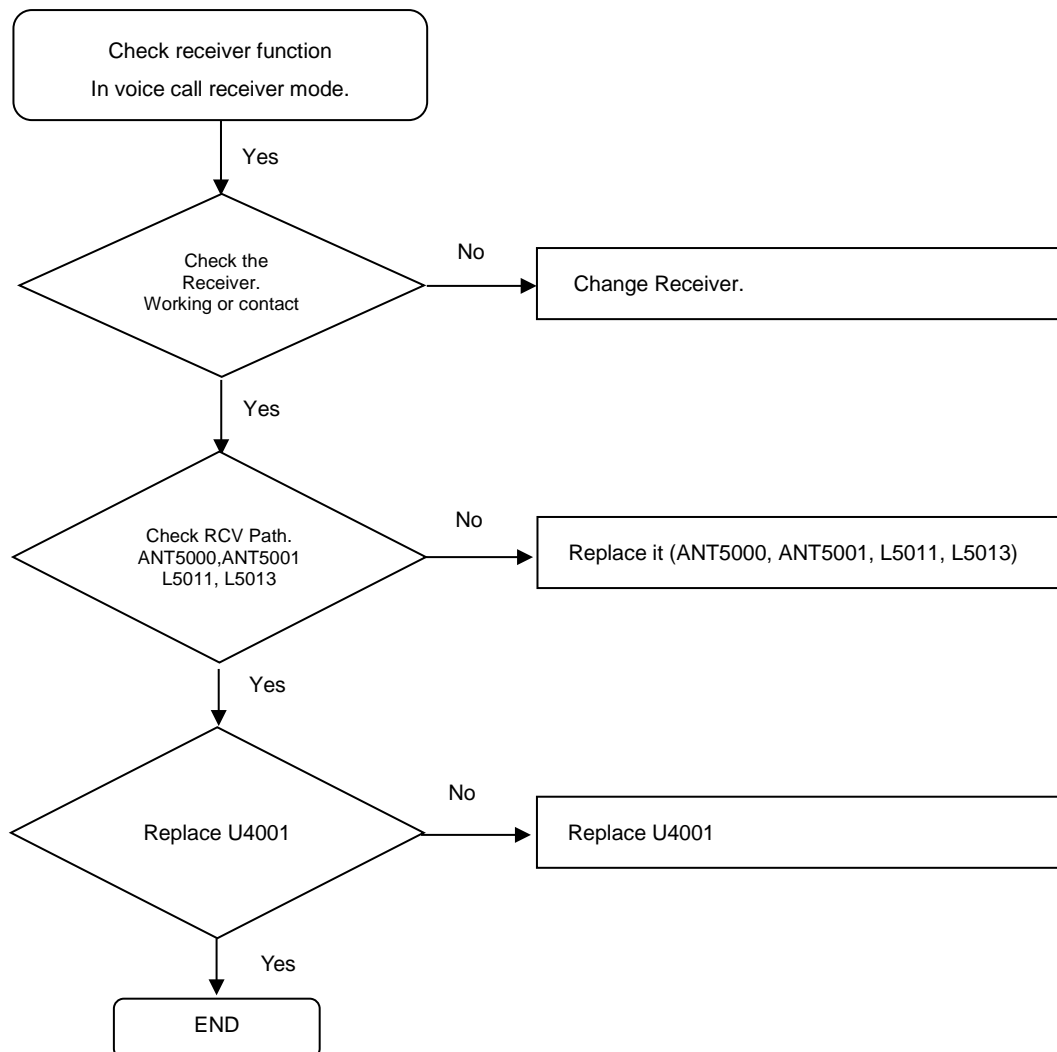 Check receiver function
In voice call receiver mode.
Yes
Check the
Receiver.
Working or contact
No
Change Receiver.
Yes
Check RCV Path.
ANT5000,ANT5001
L5011, L5013
No
Replace it (ANT5000, ANT5001, L5011, L5013)
Yes
Replace U4001
No
Replace U4001
Yes
END